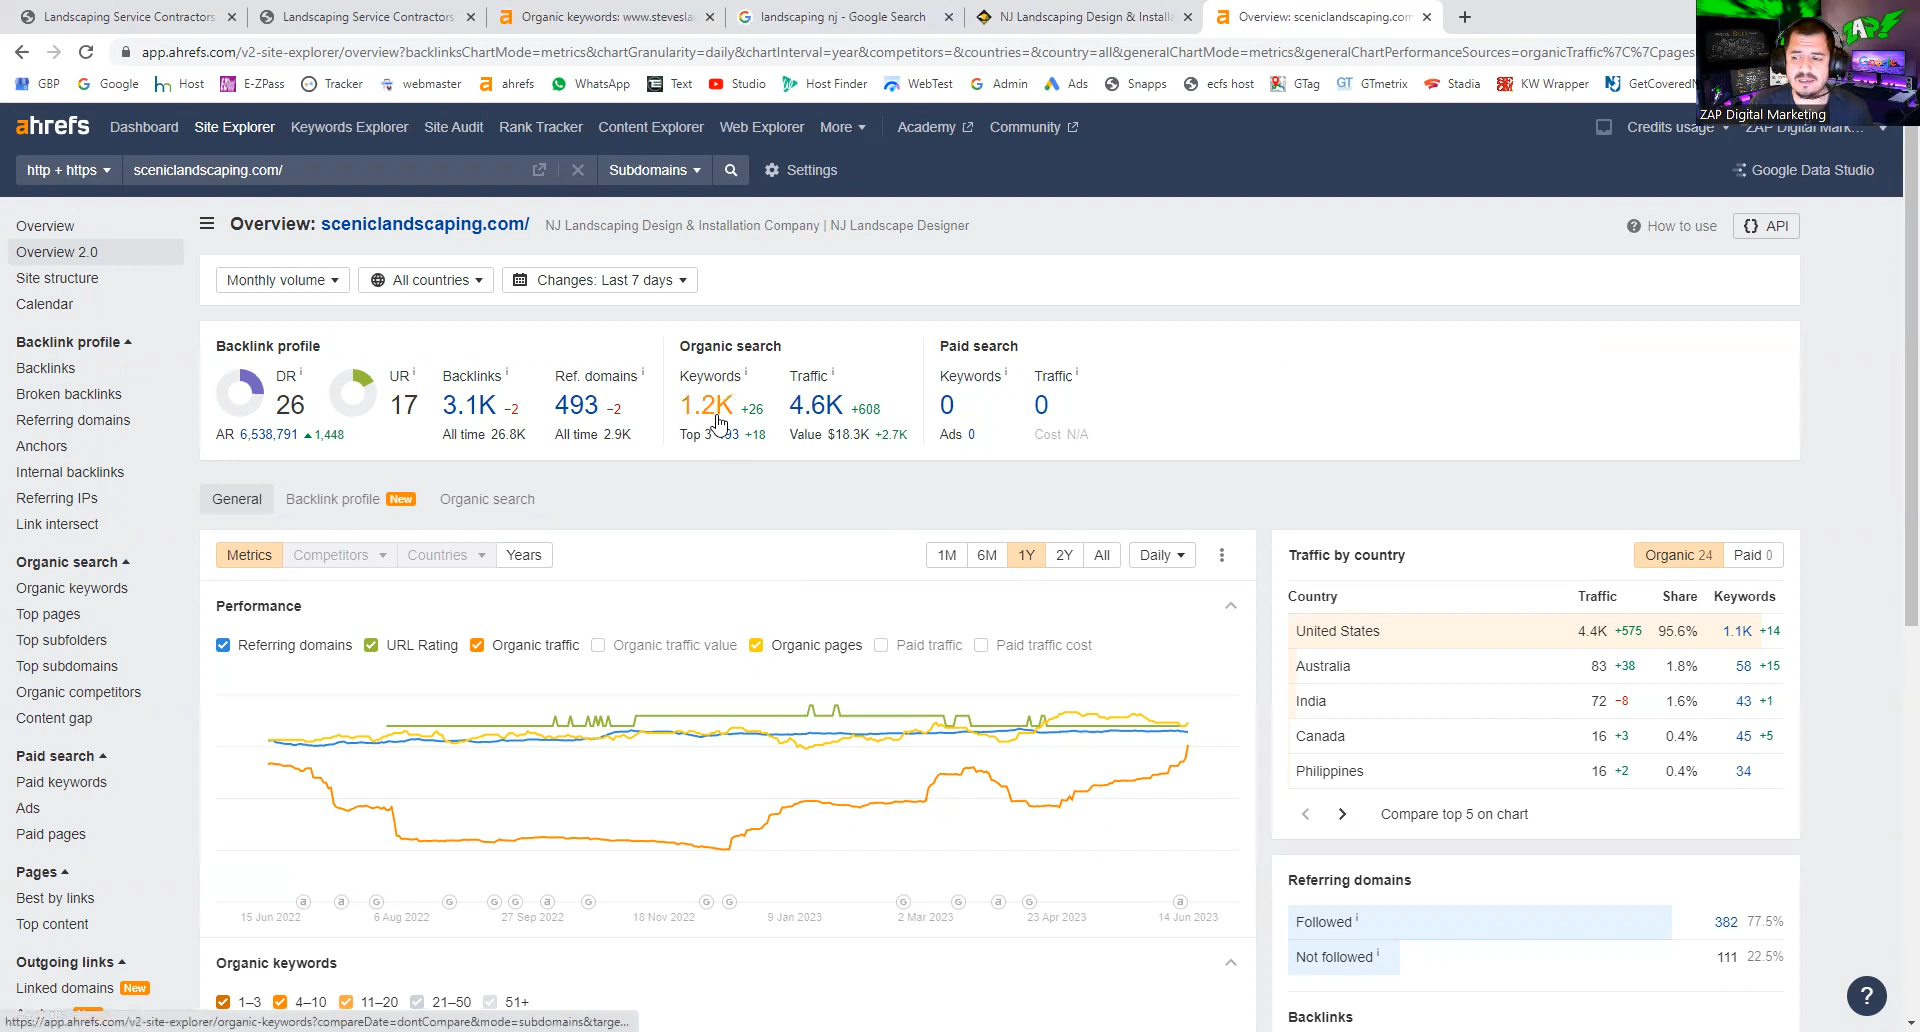 Landscaping Service Contractors
Landscaping Service Contractors
Organic keywords: www.stevesla
landscaping nj - Google Search
NJ Landscaping Design & Installa
Overview: sceniclandscaping.com
app.ahrefs.com/v2-site-explorer/overview?backlinksChartMode=metrics&chartGranularity=daily&chartInterval=year&competitors=&countries=&country=all&generalChartMode=metrics&generalChartPerformanceSources=organicTraffic%7C%7Cpages
GBP Google Host E-ZPass Tracker webmaster ahrefs WhatsApp Text Studio Host Finder WebTest Admin Ads Snapps ecfs host GTag GTmetrix Stadia KW Wrapper GetCoveredN
ZAP!
Google
ZAP Digital Marketing
ahrefs Dashboard Site Explorer Keywords Explorer Site Audit Rank Tracker Content Explorer Web Explorer More Academy Community Credits usage ZAP Digital Mark...
http + https sceniclandscaping.com/ Subdomains Settings Google Data Studio
Overview
Overview 2.0
Site structure
Calendar
Backlink profile
Backlinks
Broken backlinks
Referring domains
Anchors
Internal backlinks
Referring IPs
Link intersect
Organic search
Organic keywords
Top pages
Top subfolders
Top subdomains
Organic competitors
Content gap
Paid search
Paid keywords
Ads
Paid pages
Pages
Best by links
Top content
Outgoing links
Linked domains New
Overview: sceniclandscaping.com/ NJ Landscaping Design & Installation Company | NJ Landscape Designer How to use {} API
Monthly volume All countries Changes: Last 7 days
Backlink profile
DR 26
UR 17
AR 6,538,791 1,448
Backlinks
3.1K -2
All time 26.8K
Ref. domains
493 -2
All time 2.9K
Organic search
Keywords
1.2K +26
Top 3 93 +18
Traffic
4.6K +608
Value $18.3K +2.7K
Paid search
Keywords
0
Ads 0
Traffic
0
Cost N/A
General Backlink profile New Organic search
Metrics Competitors Countries Years 1M 6M 1Y 2Y All Daily
Performance
Referring domains URL Rating Organic traffic Organic traffic value Organic pages Paid traffic Paid traffic cost
a a G G G a G G G G G a G a
15 Jun 2022 6 Aug 2022 27 Sep 2022 18 Nov 2022 9 Jan 2023 2 Mar 2023 23 Apr 2023 14 Jun 2023
Organic keywords
1–3 4–10 11–20 21–50 51+
Traffic by country Organic 24 Paid 0
Country Traffic Share Keywords
United States 4.4K +575 95.6% 1.1K +14
Australia 83 +38 1.8% 58 +15
India 72 -8 1.6% 43 +1
Canada 16 +3 0.4% 45 +5
Philippines 16 +2 0.4% 34
Compare top 5 on chart
Referring domains
Followed 382 77.5%
Not followed 111 22.5%
Backlinks
?
https://app.ahrefs.com/v2-site-explorer/organic-keywords?compareDate=dontCompare&mode=subdomains&targe...